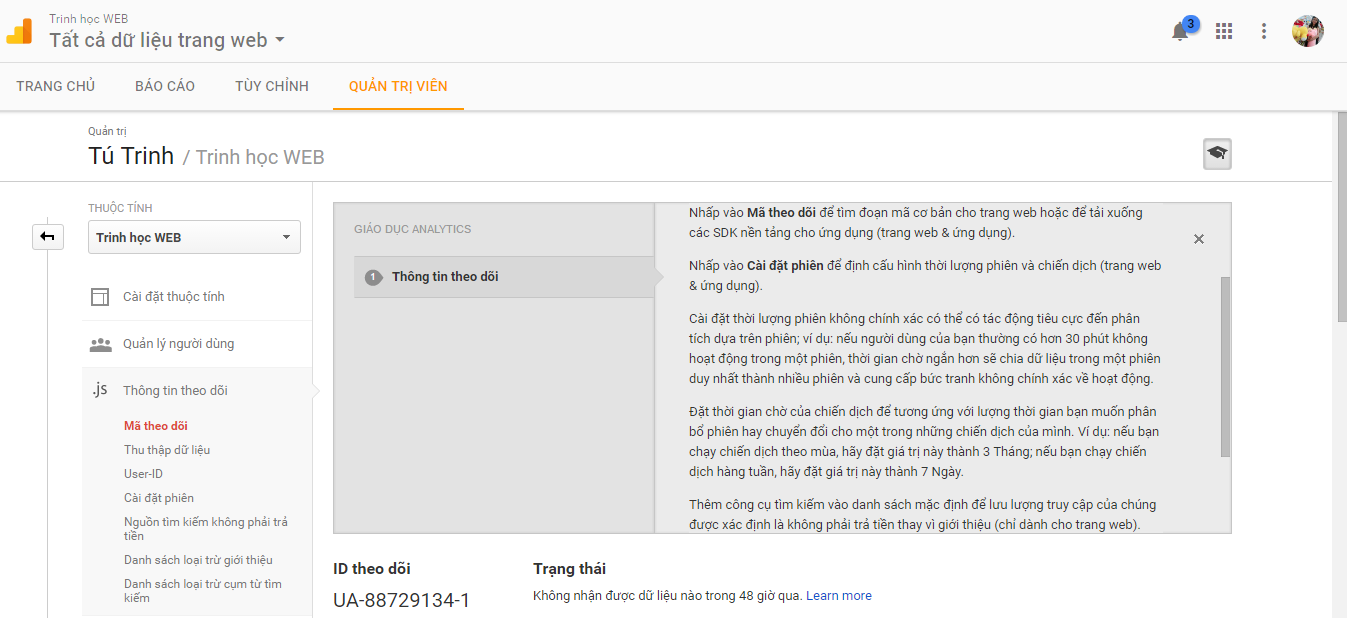 Trinh học WEB
Tất cả dữ liệu trang web
3
TRANG CHỦ
BÁO CÁO
TÙY CHỈNH
QUẢN TRỊ VIÊN
Quản trị
Tú Trinh / Trinh học WEB
THUỘC TÍNH
Trinh học WEB
Cài đặt thuộc tính
Quản lý người dùng
.js Thông tin theo dõi
Mã theo dõi
Thu thập dữ liệu
User-ID
Cài đặt phiên
Nguồn tìm kiếm không phải trả
tiền
Danh sách loại trừ giới thiệu
Danh sách loại trừ cụm từ tìm
kiếm
GIÁO DỤC ANALYTICS
1 Thông tin theo dõi
Nhấp vào Mã theo dõi để tìm đoạn mã cơ bản cho trang web hoặc để tải xuống
các SDK nền tảng cho ứng dụng (trang web & ứng dụng).
Nhấp vào Cài đặt phiên để định cấu hình thời lượng phiên và chiến dịch (trang web
& ứng dụng).
Cài đặt thời lượng phiên không chính xác có thể có tác động tiêu cực đến phân
tích dựa trên phiên; ví dụ: nếu người dùng của bạn thường có hơn 30 phút không
hoạt động trong một phiên, thời gian chờ ngắn hơn sẽ chia dữ liệu trong một phiên
duy nhất thành nhiều phiên và cung cấp bức tranh không chính xác về hoạt động.
Đặt thời gian chờ của chiến dịch để tương ứng với lượng thời gian bạn muốn phân
bổ phiên hay chuyển đổi cho một trong những chiến dịch của mình. Ví dụ: nếu bạn
chạy chiến dịch theo mùa, hãy đặt giá trị này thành 3 Tháng; nếu bạn chạy chiến
dịch hàng tuần, hãy đặt giá trị này thành 7 Ngày.
Thêm công cụ tìm kiếm vào danh sách mặc định để lưu lượng truy cập của chúng
được xác định là không phải trả tiền thay vì giới thiệu (chỉ dành cho trang web).
ID theo dõi
UA-88729134-1
Trạng thái
Không nhận được dữ liệu nào trong 48 giờ qua. Learn more